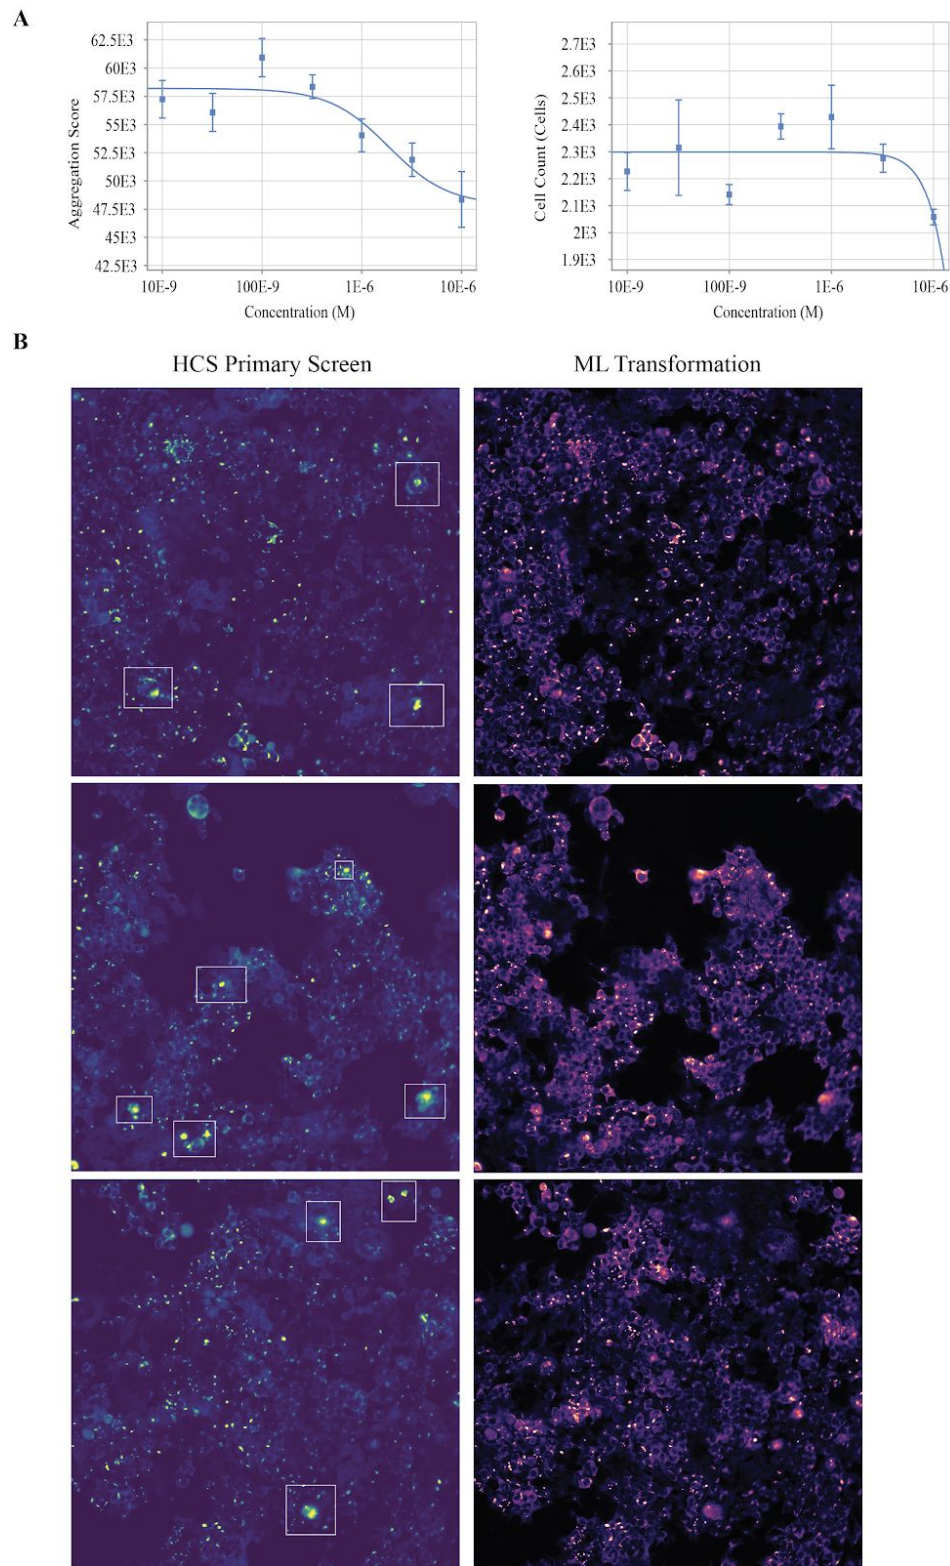 A
62.5E3
60E3
57.5E3
55E3
52.5E3
50E3
47.5E3
45E3
42.5E3
Aggregation Score
10E-9 100E-9 1E-6 10E-6
Concentration (M)
2.7E3
2.6E3
2.5E3
2.4E3
2.3E3
2.2E3
2.1E3
2E3
1.9E3
Cell Count (Cells)
10E-9 100E-9 1E-6 10E-6
Concentration (M)
B
HCS Primary Screen ML Transformation